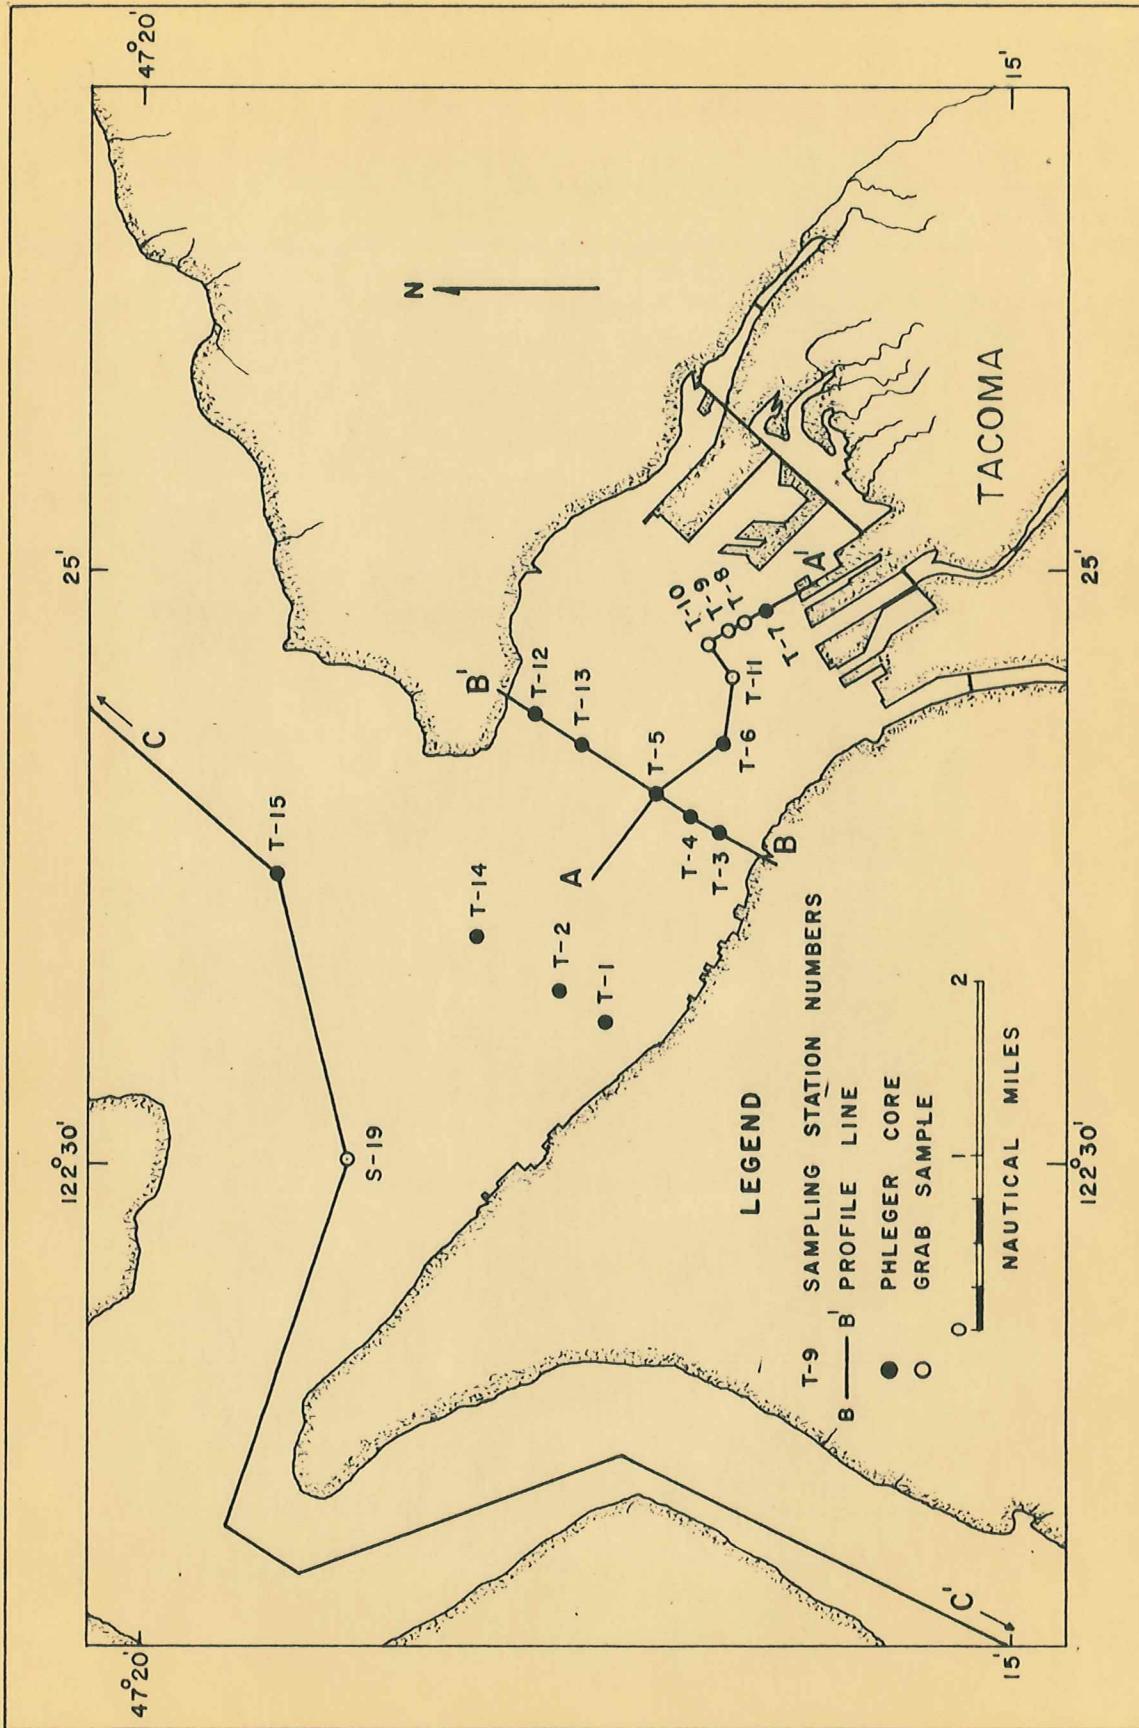 122°30'
25'
47°20'
47°20'
C
T-15
S-19
N
B'
T-12
T-13
T-14
T-2
T-1
A
T-5
T-4
T-3
B
T-6
T-11
T-10
T-9
T-8
T-7
A'
TACOMA
LEGEND
T-9 SAMPLING STATION NUMBERS
B — B' PROFILE LINE
● PHLEGER CORE
○ GRAB SAMPLE
0 1 2
NAUTICAL MILES
C'
15'
15'
122°30'
25'